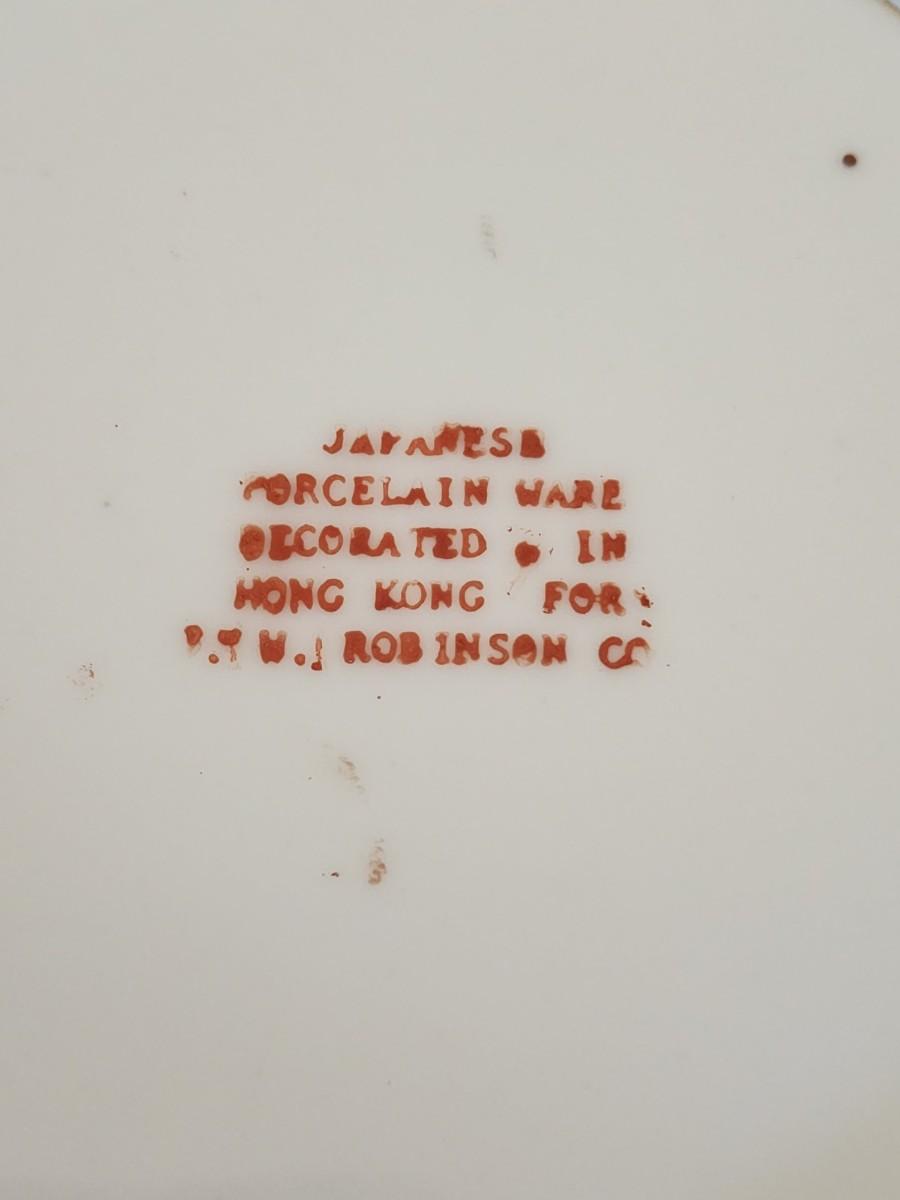 JAPANESE
PORCELAIN WARE
DECORATED IN
HONG KONG FOR
ROBINSON CO